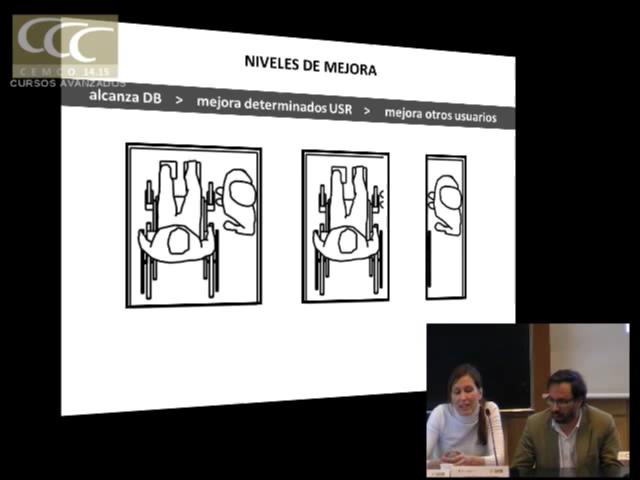 CCC
CEMCO 14.15
CURSOS AVANZADOS
NIVELES DE MEJORA
alcanza DB > mejora determinados USR > mejora otros usuarios